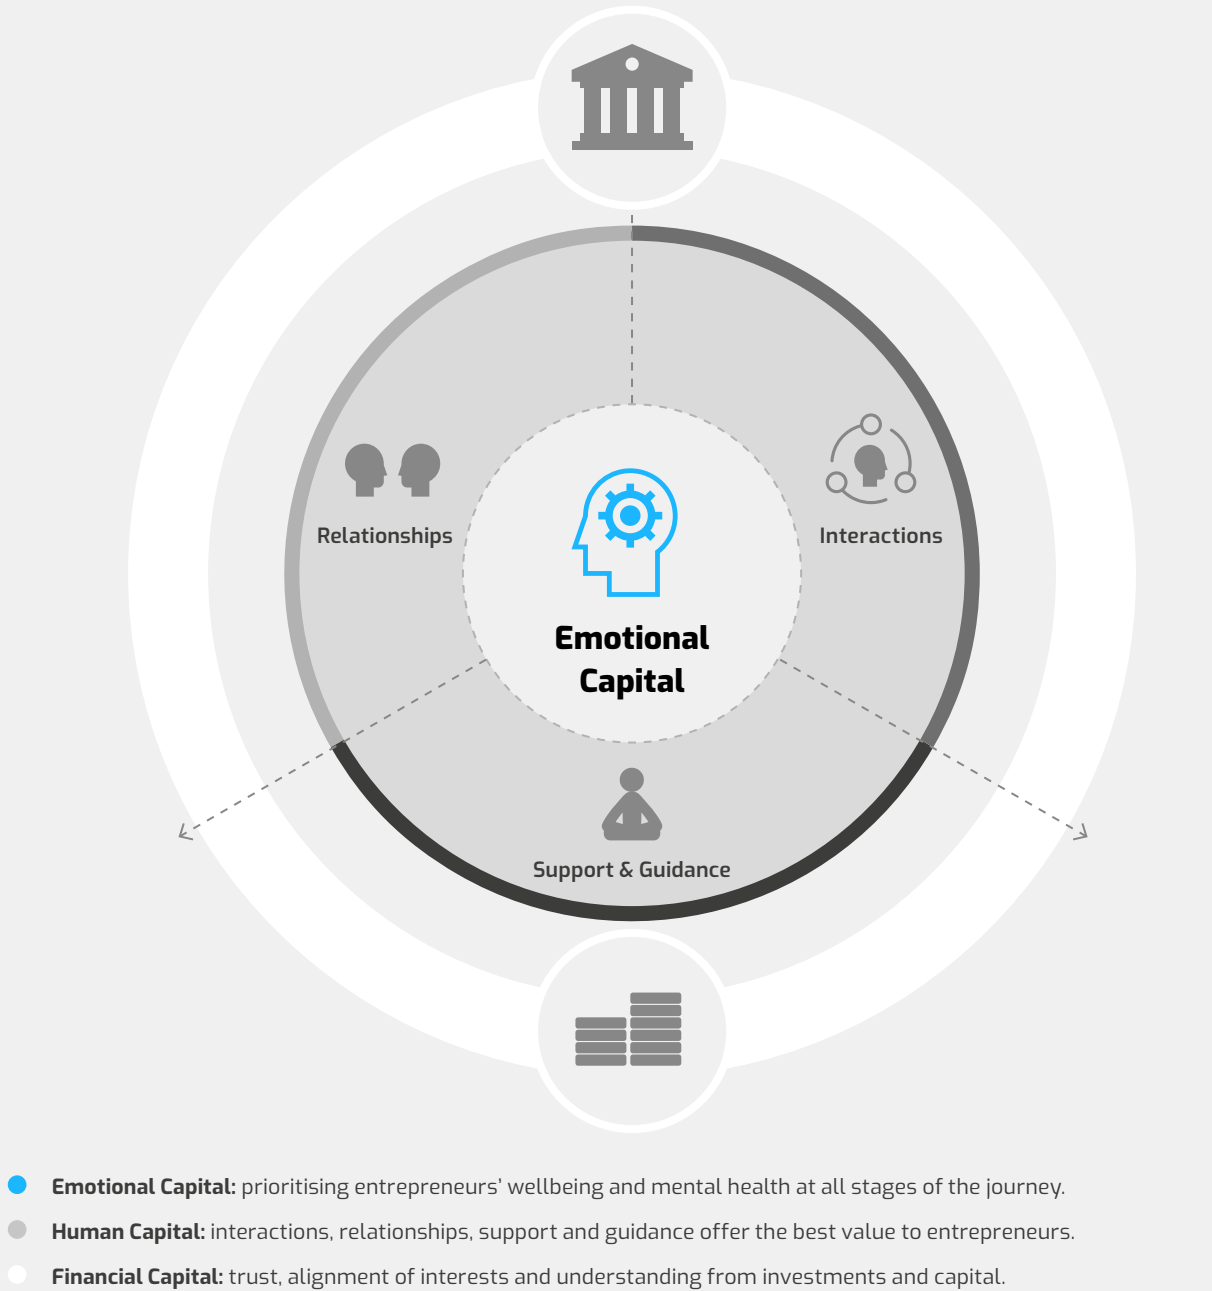 Relationships
Interactions
Emotional
Capital
Support & Guidance
Emotional Capital: prioritising entrepreneurs' wellbeing and mental health at all stages of the journey.
Human Capital: interactions, relationships, support and guidance offer the best value to entrepreneurs.
Financial Capital: trust, alignment of interests and understanding from investments and capital.